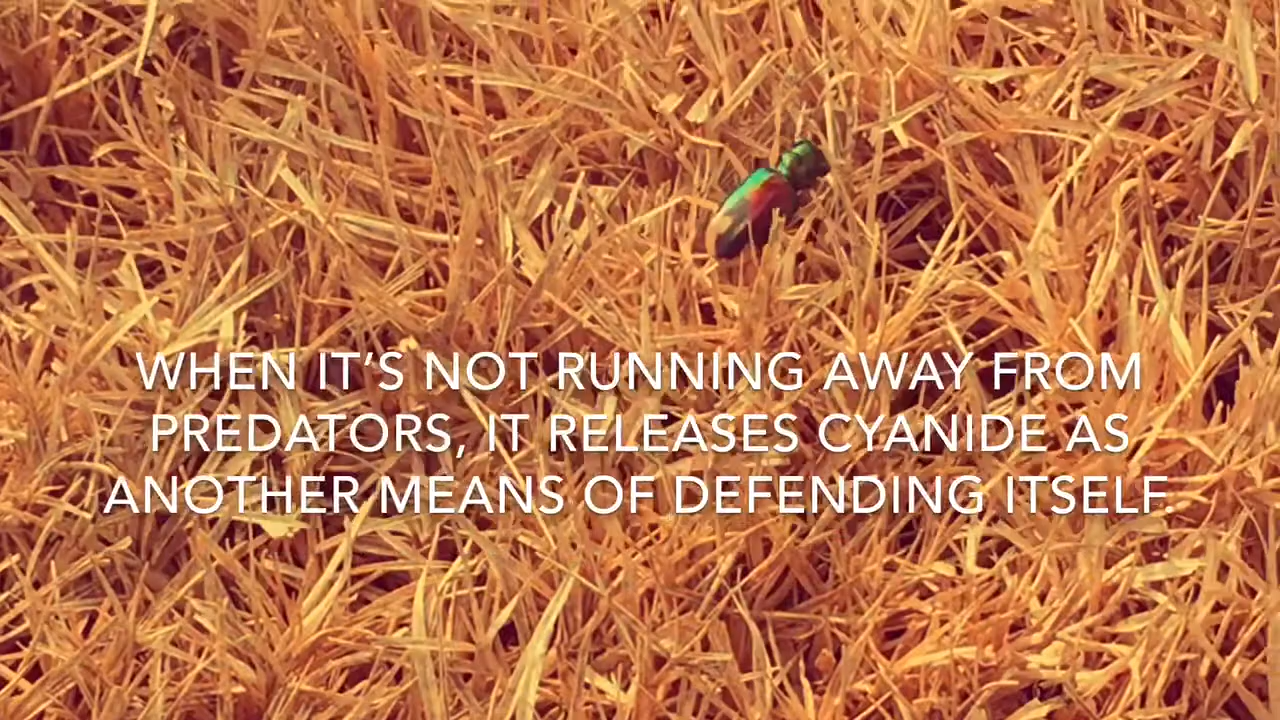 WHEN IT’S NOT RUNNING AWAY FROM
PREDATORS, IT RELEASES CYANIDE AS
ANOTHER MEANS OF DEFENDING ITSELF.